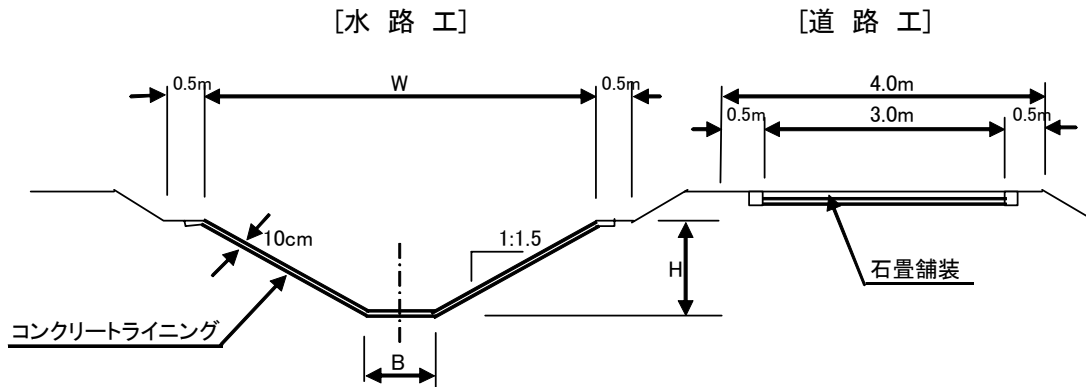 [水 路 工]
[道 路 工]
0.5m
W
0.5m
4.0m
0.5m
3.0m
0.5m
10cm
1:1.5
H
石畳舗装
コンクリートライニング
B